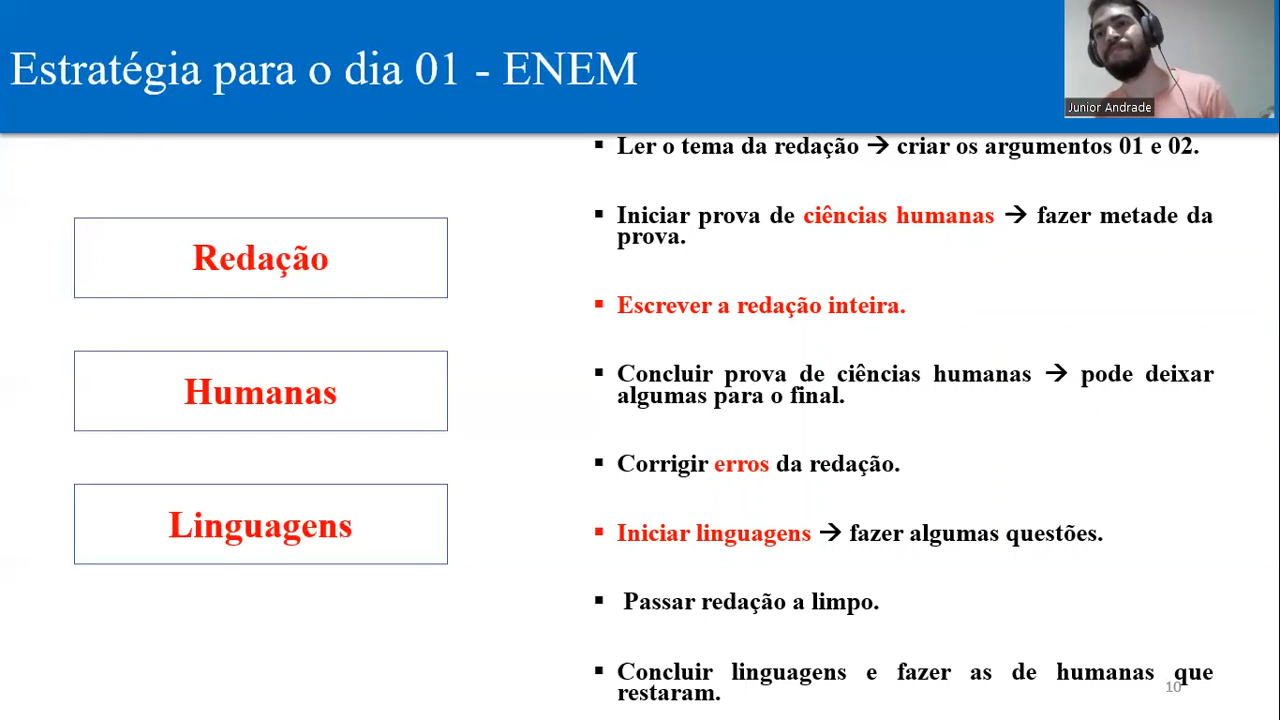 Estratégia para o dia 01 - ENEM
Junior Andrade
Redação
Humanas
Linguagens
▪ Ler o tema da redação → criar os argumentos 01 e 02.
▪ Iniciar prova de ciências humanas → fazer metade da
prova.
▪ Escrever a redação inteira.
▪ Concluir prova de ciências humanas → pode deixar
algumas para o final.
▪ Corrigir erros da redação.
▪ Iniciar linguagens → fazer algumas questões.
▪ Passar redação a limpo.
▪ Concluir linguagens e fazer as de humanas que
restaram.
10